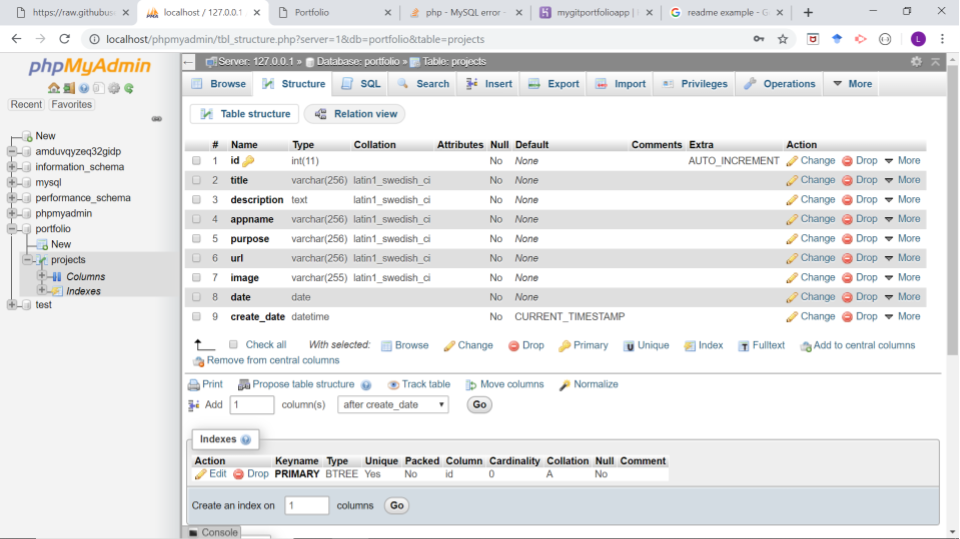 https://raw.githubus
localhost / 127.0.0.1
Portfolio
php - MySQL error -
mygitportfolioapp |
readme example - G
localhost/phpmyadmin/tbl_structure.php?server=1&db=portfolio&table=projects
L
phpMyAdmin
Recent Favorites
New
amduvqyzeq32gidp
information_schema
mysql
performance_schema
phpmyadmin
portfolio
New
projects
Columns
Indexes
test
Server: 127.0.0.1 » Database: portfolio » Table: projects
Browse Structure SQL Search Insert Export Import Privileges Operations More
Table structure Relation view
# Name Type Collation Attributes Null Default Comments Extra Action
1 id int(11) No None AUTO_INCREMENT Change Drop More
2 title varchar(256) latin1_swedish_ci No None Change Drop More
3 description text latin1_swedish_ci No None Change Drop More
4 appname varchar(256) latin1_swedish_ci No None Change Drop More
5 purpose varchar(256) latin1_swedish_ci No None Change Drop More
6 url varchar(256) latin1_swedish_ci No None Change Drop More
7 image varchar(255) latin1_swedish_ci No None Change Drop More
8 date date No None Change Drop More
9 create_date datetime No CURRENT_TIMESTAMP Change Drop More
Check all With selected: Browse Change Drop Primary Unique Index Fulltext Add to central columns
Remove from central columns
Print Propose table structure Track table Move columns Normalize
Add 1 column(s) after create_date Go
Indexes
Action Keyname Type Unique Packed Column Cardinality Collation Null Comment
Edit Drop PRIMARY BTREE Yes No id 0 A No
Create an index on 1 columns Go
Console